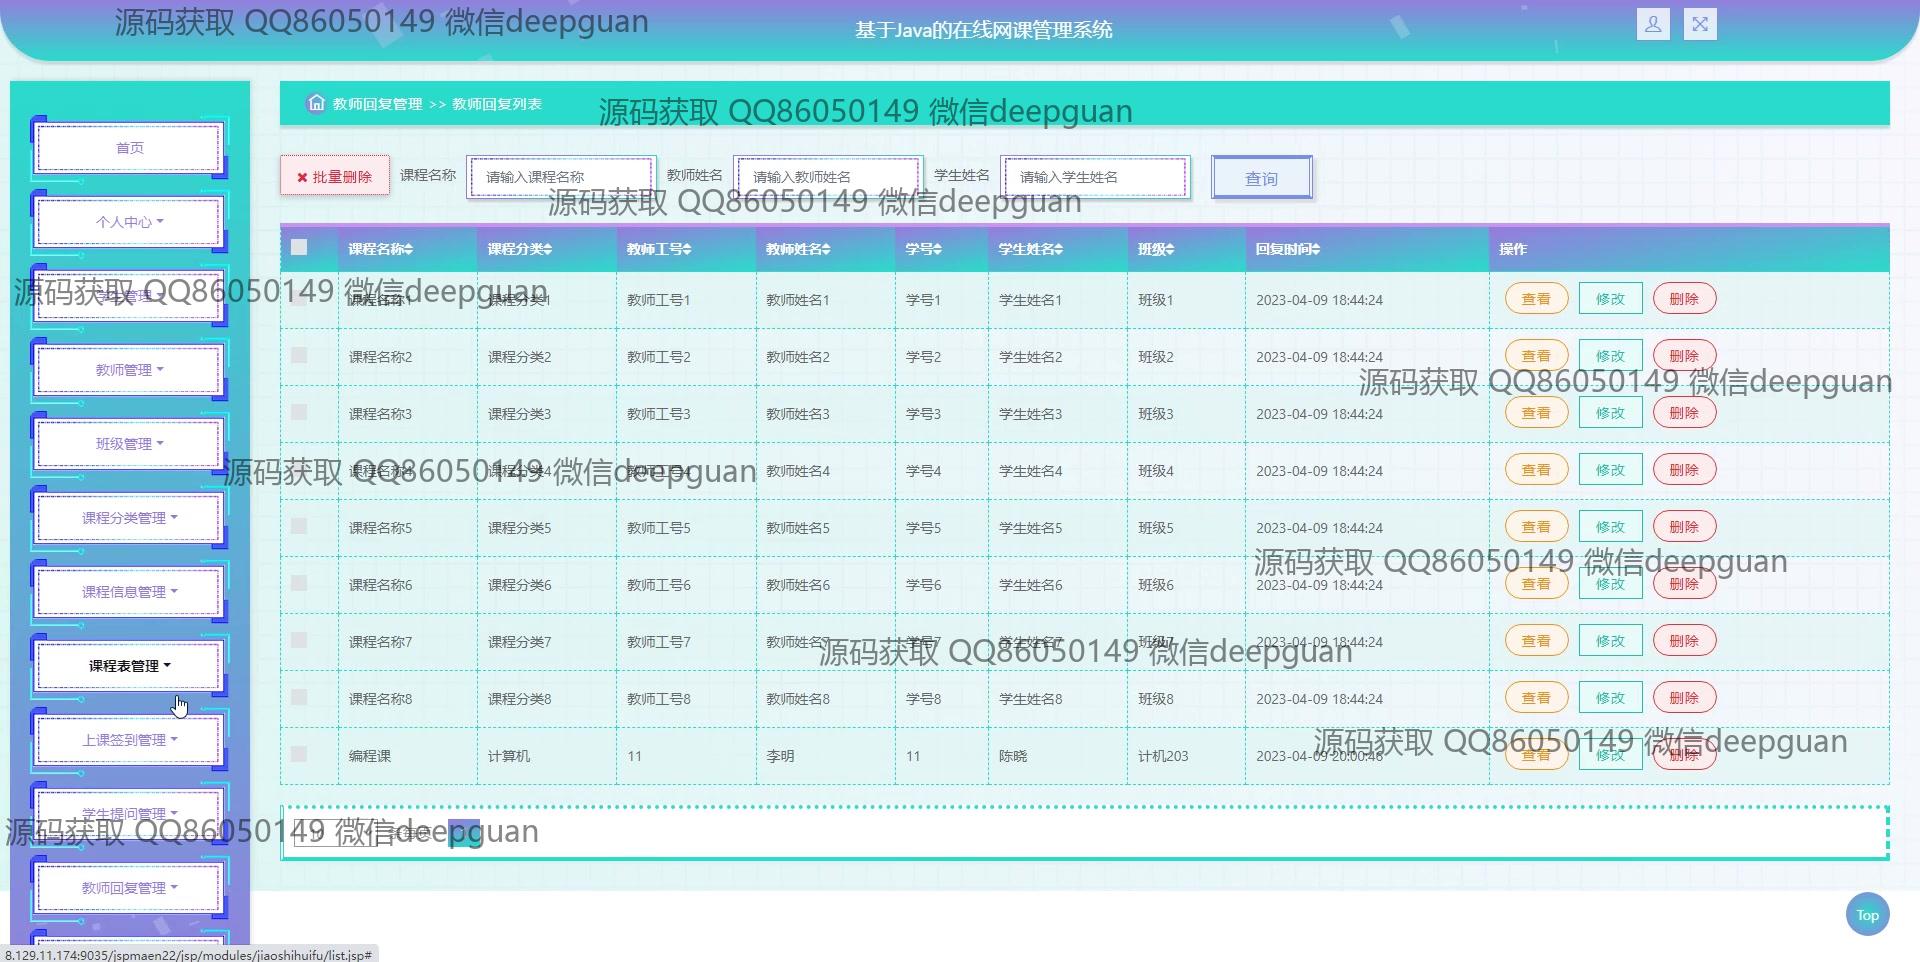 源码获取 QQ86050149 微信deepguan
基于Java的在线网课管理系统
教师回复管理 >> 教师回复列表
源码获取 QQ86050149 微信deepguan
首页
个人中心
学生管理
教师管理
班级管理
课程分类管理
课程信息管理
课程表管理
上课签到管理
学生提问管理
教师回复管理
批量删除 课程名称 请输入课程名称 教师姓名 请输入教师姓名 学生姓名 请输入学生姓名 查询
源码获取 QQ86050149 微信deepguan
课程名称 课程分类 教师工号 教师姓名 学号 学生姓名 班级 回复时间 操作
源码获取 QQ86050149 微信deepguan
课程名称1 课程分类1 教师工号1 教师姓名1 学号1 学生姓名1 班级1 2023-04-09 18:44:24 查看 修改 删除
课程名称2 课程分类2 教师工号2 教师姓名2 学号2 学生姓名2 班级2 2023-04-09 18:44:24 查看 修改 删除
源码获取 QQ86050149 微信deepguan
课程名称3 课程分类3 教师工号3 教师姓名3 学号3 学生姓名3 班级3 2023-04-09 18:44:24 查看 修改 删除
课程名称4 课程分类4 教师工号4 教师姓名4 学号4 学生姓名4 班级4 2023-04-09 18:44:24 查看 修改 删除
源码获取 QQ86050149 微信deepguan
课程名称5 课程分类5 教师工号5 教师姓名5 学号5 学生姓名5 班级5 2023-04-09 18:44:24 查看 修改 删除
源码获取 QQ86050149 微信deepguan
课程名称6 课程分类6 教师工号6 教师姓名6 学号6 学生姓名6 班级6 2023-04-09 18:44:24 查看 修改 删除
课程名称7 课程分类7 教师工号7 教师姓名7 学号7 学生姓名7 班级7 2023-04-09 18:44:24 查看 修改 删除
源码获取 QQ86050149 微信deepguan
课程名称8 课程分类8 教师工号8 教师姓名8 学号8 学生姓名8 班级8 2023-04-09 18:44:24 查看 修改 删除
源码获取 QQ86050149 微信deepguan
编程课 计算机 11 李明 11 陈晓 计机203 2023-04-09 20:00:46 查看 修改 删除
源码获取 QQ86050149 微信deepguan
Top
8.129.11.174:9035/jspmaen22/jsp/modules/jiaoshihuifu/list.jsp#